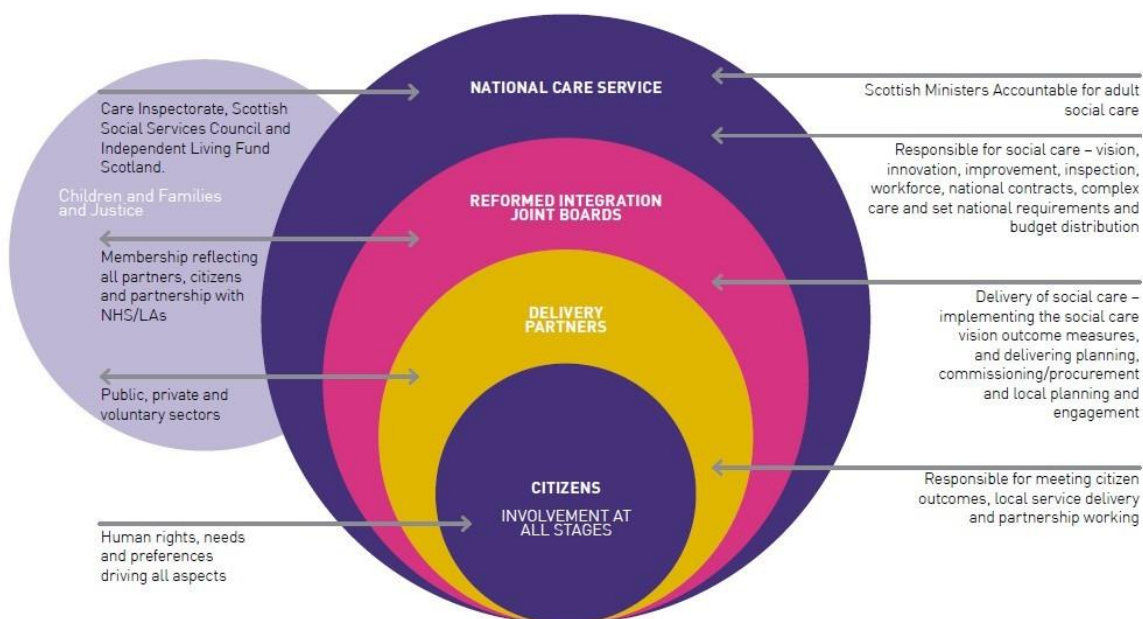 NATIONAL CARE SERVICE
REFORMED INTEGRATION
JOINT BOARDS
DELIVERY
PARTNERS
CITIZENS
INVOLVEMENT AT
ALL STAGES
Care Inspectorate, Scottish
Social Services Council and
Independent Living Fund
Scotland.
Children and Families
and Justice
Membership reflecting
all partners, citizens
and partnership with
NHS/LAs
Public, private and
voluntary sectors
Human rights, needs
and preferences
driving all aspects
Scottish Ministers Accountable for adult
social care
Responsible for social care – vision,
innovation, improvement, inspection,
workforce, national contracts, complex
care and set national requirements and
budget distribution
Delivery of social care –
implementing the social care
vision outcome measures,
and delivering planning,
commissioning/procurement
and local planning and
engagement
Responsible for meeting citizen
outcomes, local service delivery
and partnership working